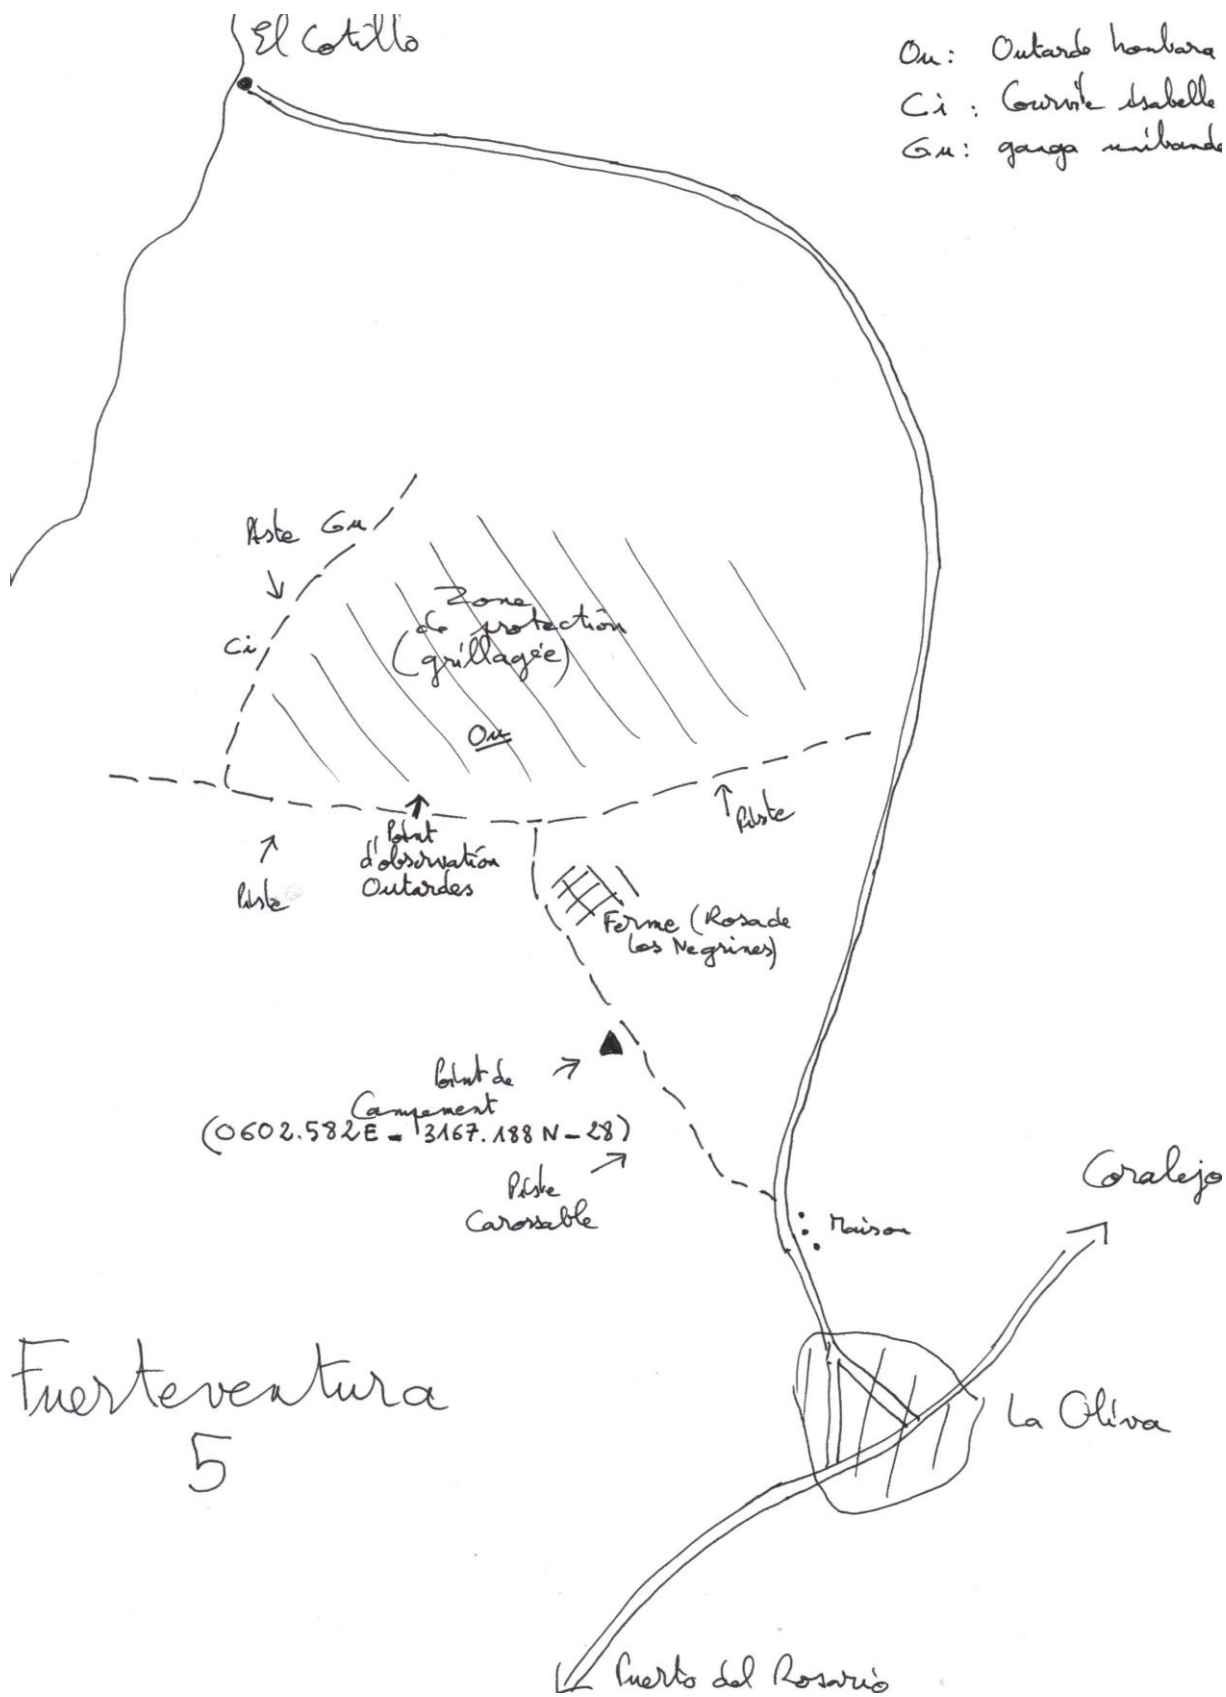 El Cotillo
Ou: Outarde houbara
Ci: Courvite isabelle
Gu: ganga unibande
Piste Gu
Ci
Zone
de protection
(grillagée)
Ou
Piste
Point
d'observation
Outardes
Piste
Ferme (Rosa de
los Negrines)
Point de
Campement
(0602.582E - 3167.188N - 28)
Piste
Carossable
Maison
Coralejo
Fuerteventura
5
La Oliva
Puerto del Rosario